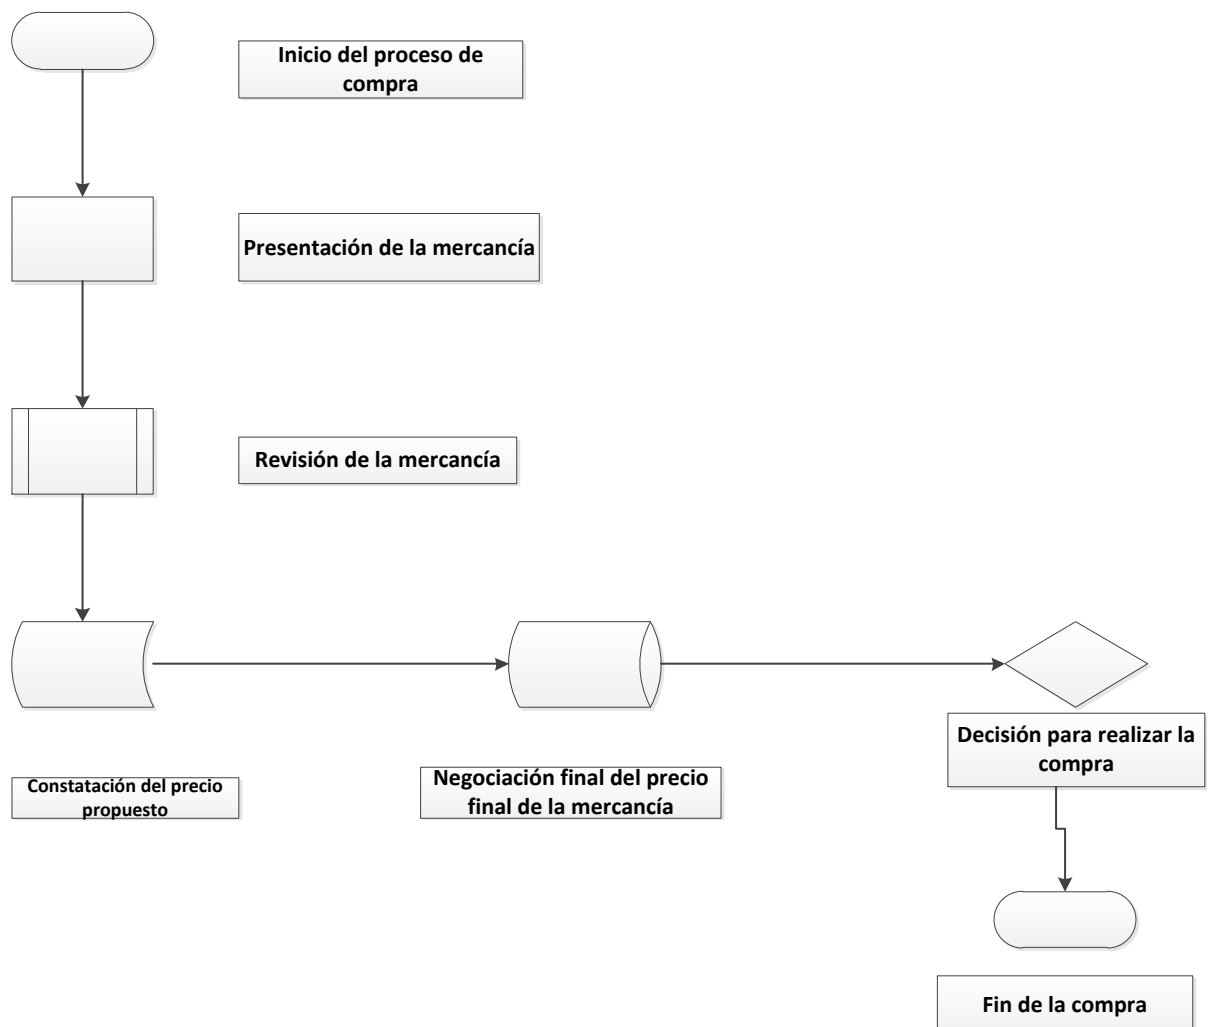 Inicio del proceso de
compra
Presentación de la mercancía
Revisión de la mercancía
Constatación del precio
propuesto
Negociación final del precio
final de la mercancía
Decisión para realizar la
compra
Fin de la compra